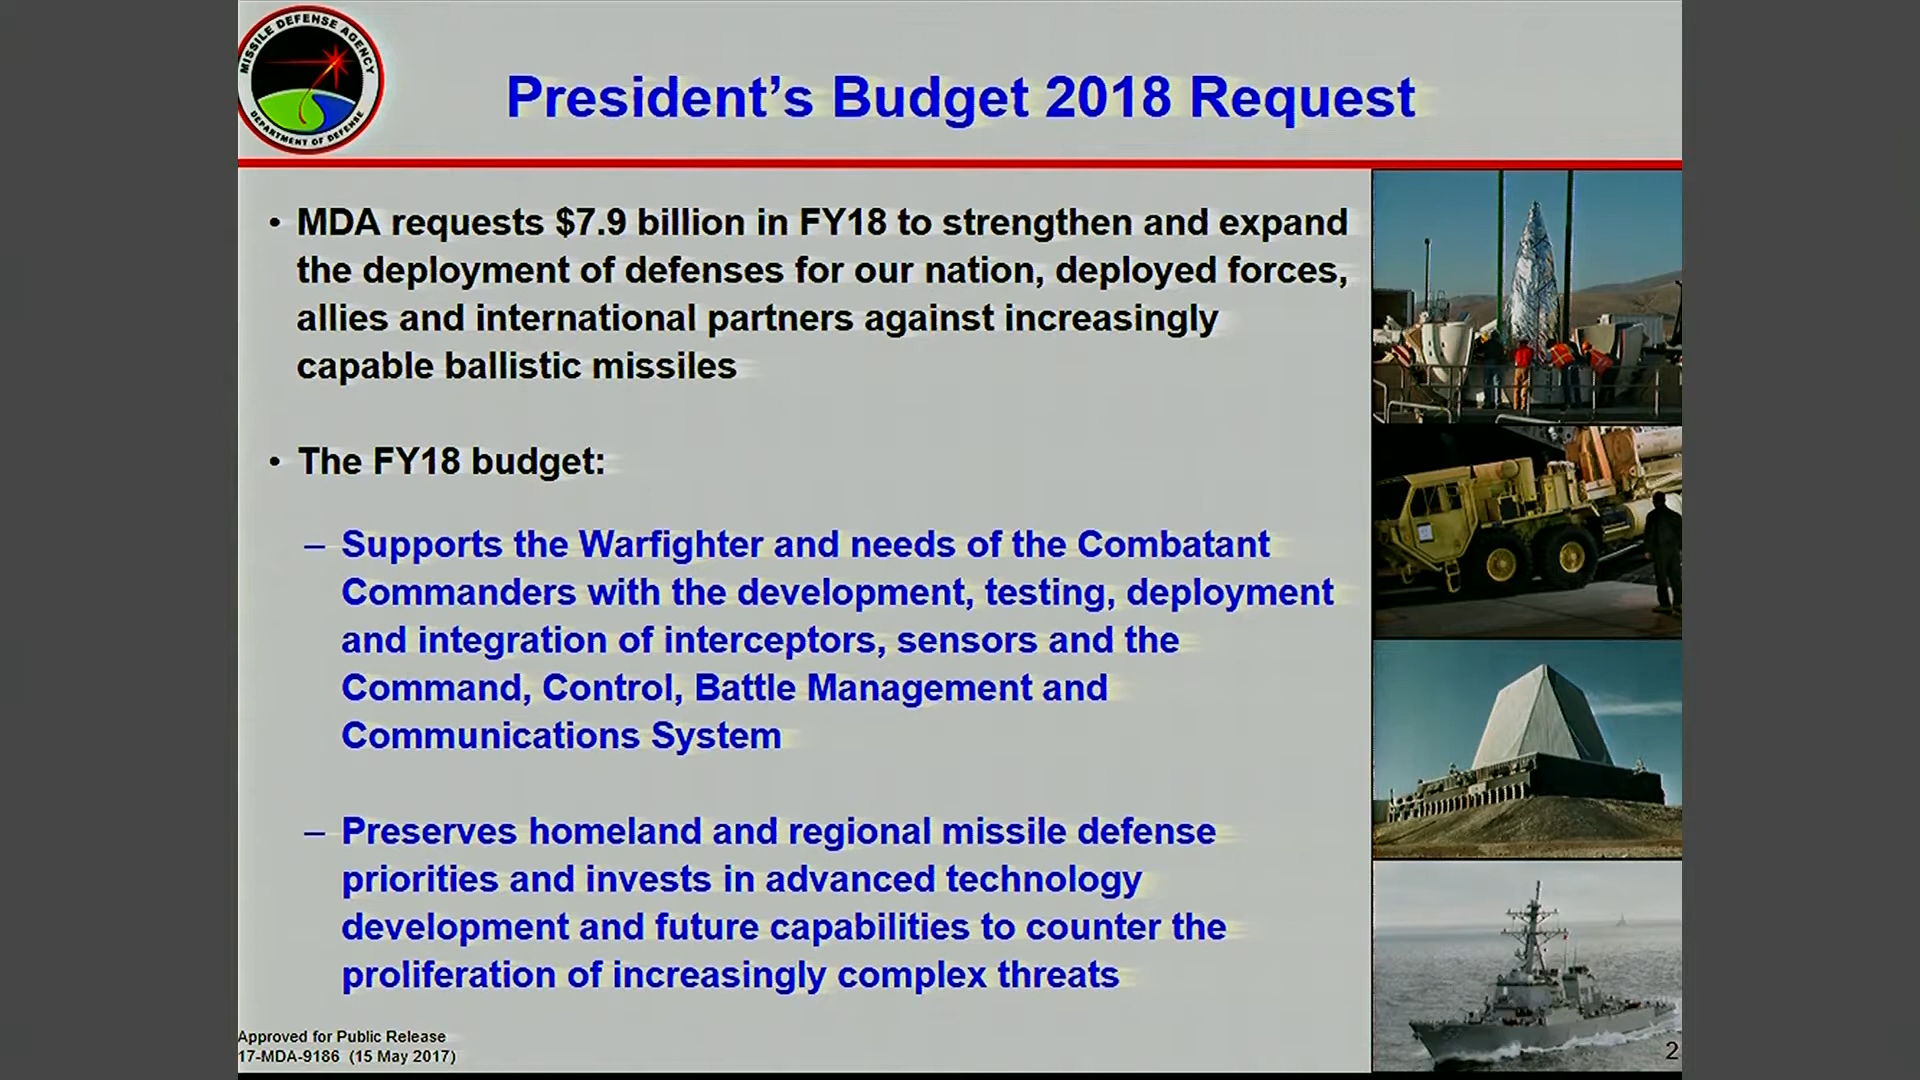 MISSILE DEFENSE AGENCY
DEPARTMENT OF DEFENSE
President’s Budget 2018 Request
• MDA requests $7.9 billion in FY18 to strengthen and expand
the deployment of defenses for our nation, deployed forces,
allies and international partners against increasingly
capable ballistic missiles
• The FY18 budget:
– Supports the Warfighter and needs of the Combatant
Commanders with the development, testing, deployment
and integration of interceptors, sensors and the
Command, Control, Battle Management and
Communications System
– Preserves homeland and regional missile defense
priorities and invests in advanced technology
development and future capabilities to counter the
proliferation of increasingly complex threats
Approved for Public Release
17-MDA-9186 (15 May 2017)
2